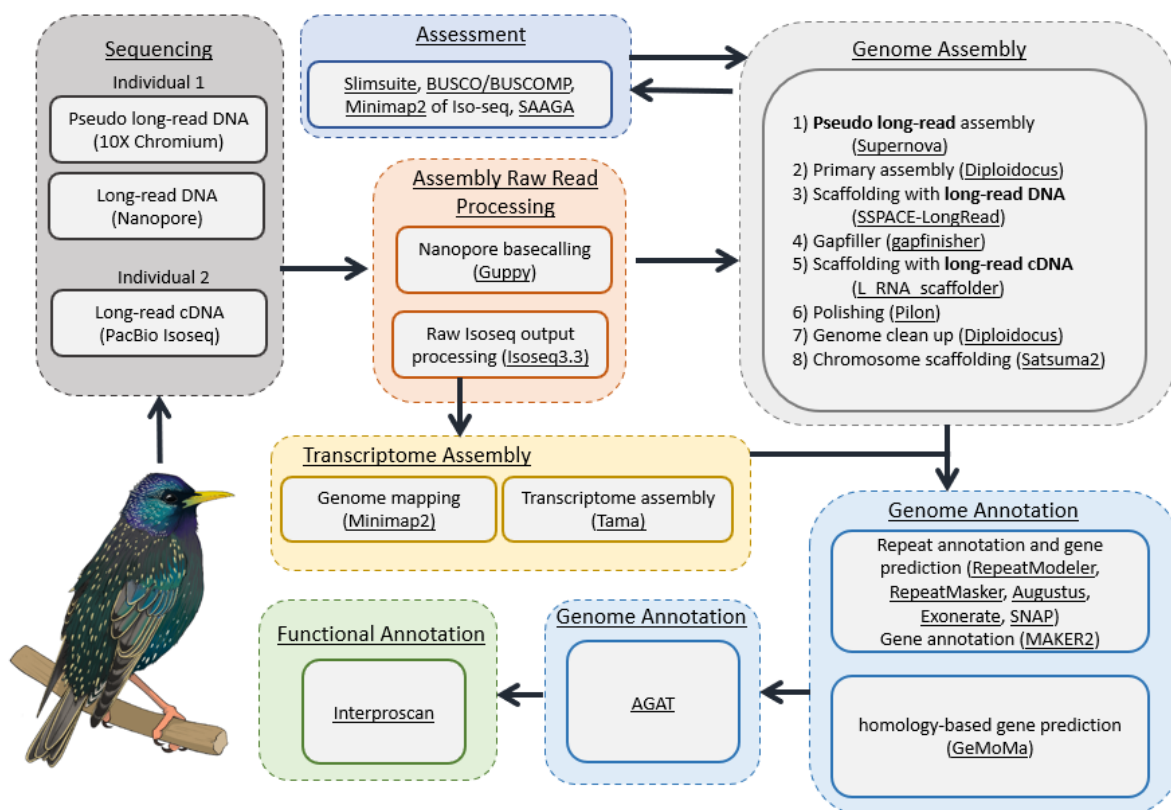 Sequencing
Individual 1
Pseudo long-read DNA
(10X Chromium)
Long-read DNA
(Nanopore)
Individual 2
Long-read cDNA
(PacBio Isoseq)
Assessment
Slimsuite, BUSCO/BUSCOMP,
Minimap2 of Iso-seq, SAAGA
Assembly Raw Read
Processing
Nanopore basecalling
(Guppy)
Raw Isoseq output
processing (Isoseq3.3)
Genome Assembly
1) Pseudo long-read assembly
(Supernova)
2) Primary assembly (Diploidocus)
3) Scaffolding with long-read DNA
(SSPACE-LongRead)
4) Gapfiller (gapfinisher)
5) Scaffolding with long-read cDNA
(L_RNA_scaffolder)
6) Polishing (Pilon)
7) Genome clean up (Diploidocus)
8) Chromosome scaffolding (Satsuma2)
Transcriptome Assembly
Genome mapping
(Minimap2)
Transcriptome assembly
(Tama)
Genome Annotation
Repeat annotation and gene
prediction (RepeatModeler,
RepeatMasker, Augustus,
Exonerate, SNAP)
Gene annotation (MAKER2)
homology-based gene prediction
(GeMoMa)
Genome Annotation
AGAT
Functional Annotation
Interproscan